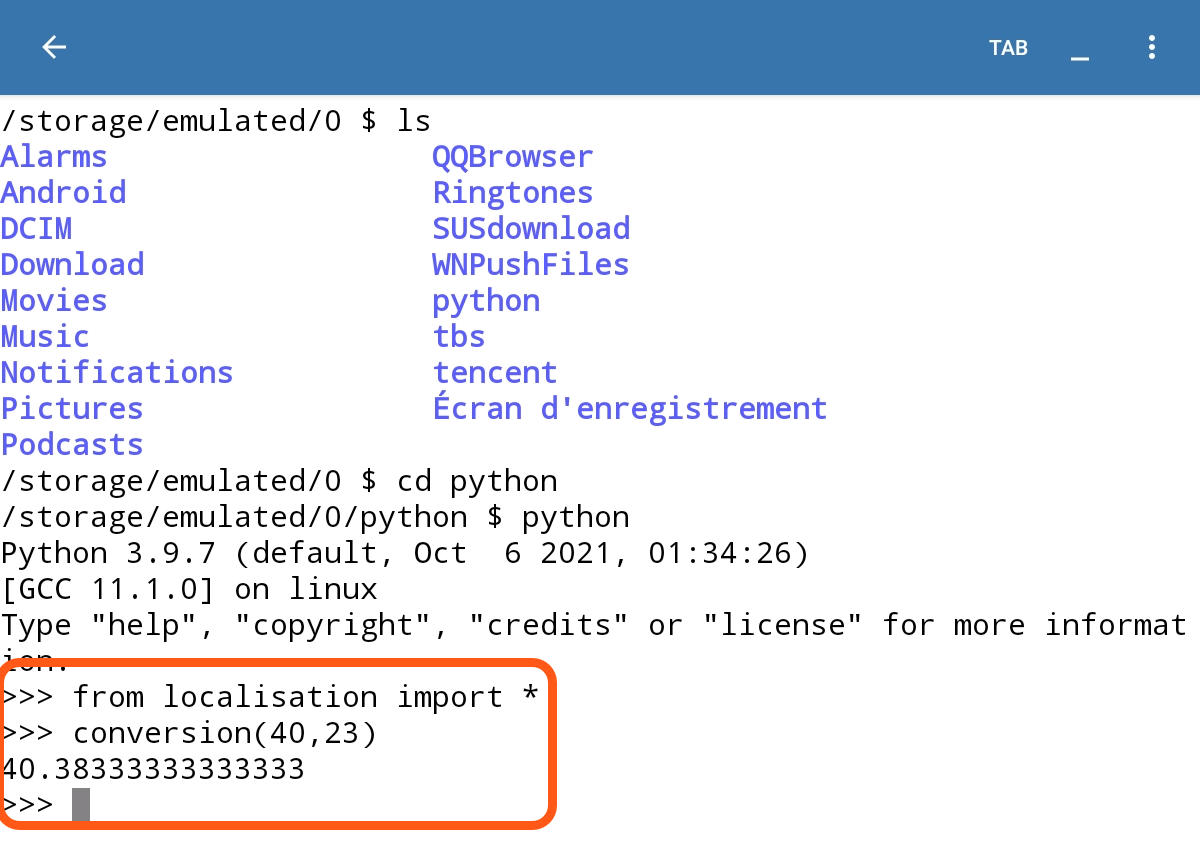 TAB
/storage/emulated/0 $ ls
Alarms QQBrowser
Android Ringtones
DCIM SUSdownload
Download WNPushFiles
Movies python
Music tbs
Notifications tencent
Pictures Écran d'enregistrement
Podcasts
/storage/emulated/0 $ cd python
/storage/emulated/0/python $ python
Python 3.9.7 (default, Oct  6 2021, 01:34:26)
[GCC 11.1.0] on linux
Type "help", "copyright", "credits" or "license" for more informat
ion.
>>> from localisation import *
>>> conversion(40,23)
40.38333333333333
>>>